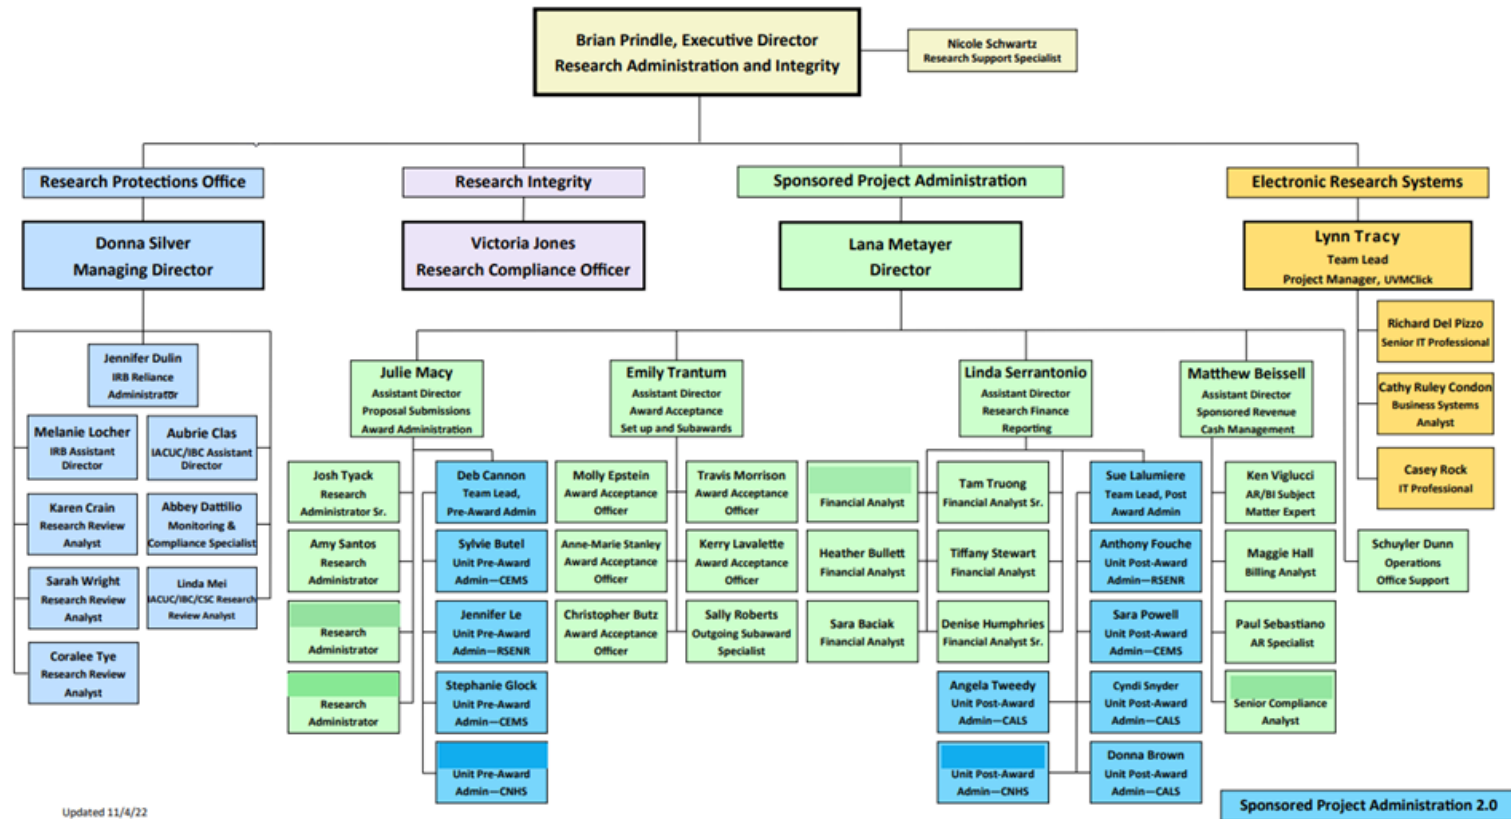 Brian Prindle, Executive Director
Research Administration and Integrity
Nicole Schwartz
Research Support Specialist
Research Protections Office
Research Integrity
Sponsored Project Administration
Electronic Research Systems
Donna Silver
Managing Director
Victoria Jones
Research Compliance Officer
Lana Metayer
Director
Lynn Tracy
Team Lead
Project Manager, UVMClick
Jennifer Dulin
IRB Reliance
Administrator
Melanie Locher
IRB Assistant
Director
Aubrie Clas
IACUC/IBC Assistant
Director
Karen Crain
Research Review
Analyst
Abbey Dattilio
Monitoring &
Compliance Specialist
Sarah Wright
Research Review
Analyst
Linda Mei
IACUC/IBC/CSC Research
Review Analyst
Coralee Tye
Research Review
Analyst
Julie Macy
Assistant Director
Proposal Submissions
Award Administration
Josh Tyack
Research
Administrator Sr.
Amy Santos
Research
Administrator
Research
Administrator
Research
Administrator
Deb Cannon
Team Lead,
Pre-Award Admin
Sylvie Butel
Unit Pre-Award
Admin—CEMS
Jennifer Le
Unit Pre-Award
Admin—RSENR
Stephanie Glock
Unit Pre-Award
Admin—CEMS
Unit Pre-Award
Admin—CNHS
Emily Trantum
Assistant Director
Award Acceptance
Set up and Subawards
Molly Epstein
Award Acceptance
Officer
Travis Morrison
Award Acceptance
Officer
Anne-Marie Stanley
Award Acceptance
Officer
Kerry Lavalette
Award Acceptance
Officer
Christopher Butz
Award Acceptance
Officer
Sally Roberts
Outgoing Subaward
Specialist
Linda Serrantonio
Assistant Director
Research Finance
Reporting
Financial Analyst
Tam Truong
Financial Analyst Sr.
Heather Bullett
Financial Analyst
Tiffany Stewart
Financial Analyst
Sara Baciak
Financial Analyst
Denise Humphries
Financial Analyst Sr.
Sue Lalumiere
Team Lead, Post
Award Admin
Anthony Fouche
Unit Post-Award
Admin—RSENR
Sara Powell
Unit Post-Award
Admin—CEMS
Angela Tweedy
Unit Post-Award
Admin—CALS
Cyndi Snyder
Unit Post-Award
Admin—CALS
Unit Post-Award
Admin—CNHS
Donna Brown
Unit Post-Award
Admin—CALS
Matthew Beissell
Assistant Director
Sponsored Revenue
Cash Management
Ken Viglucci
AR/BI Subject
Matter Expert
Maggie Hall
Billing Analyst
Paul Sebastiano
AR Specialist
Senior Compliance
Analyst
Schuyler Dunn
Operations
Office Support
Richard Del Pizzo
Senior IT Professional
Cathy Ruley Condon
Business Systems
Analyst
Casey Rock
IT Professional
Updated 11/4/22
Sponsored Project Administration 2.0